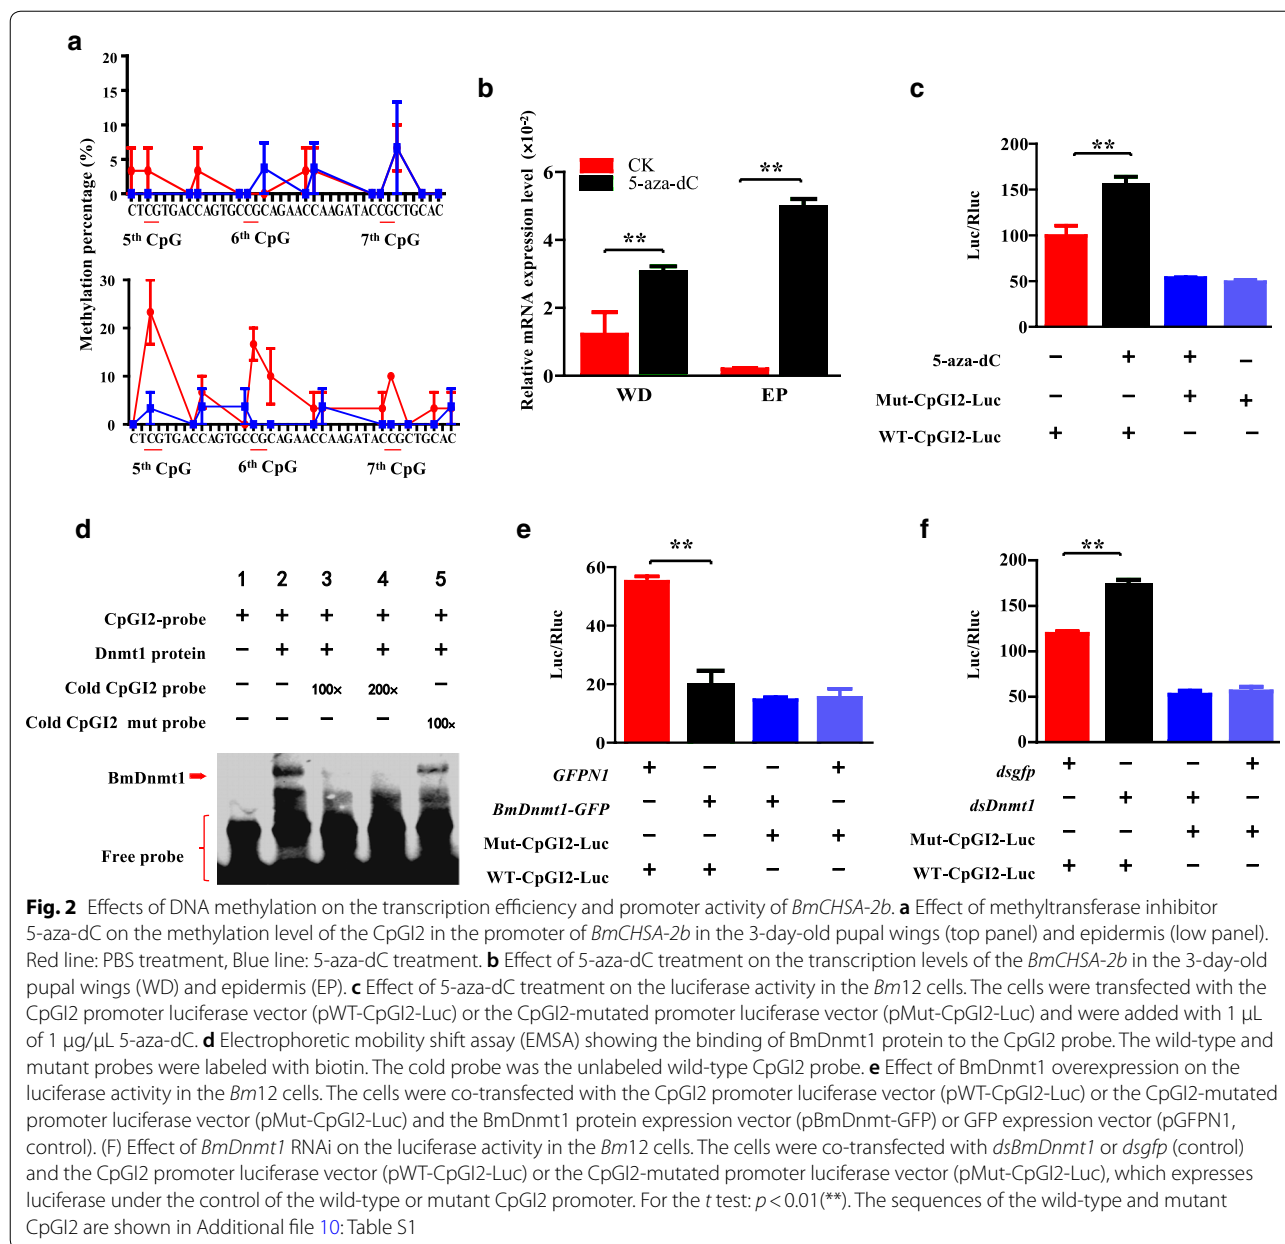 a
20
15
10
5
0
Methylation percentage (%)
CTCGTGACCAGTGCCGCAGAACCAAGATACCGCTGCAC
5th CpG
6th CpG
7th CpG
30
20
10
0
CTCGTGACCAGTGCCGCAGAACCAAGATACCGCTGCAC
5th CpG
6th CpG
7th CpG
b
Relative mRNA expression level (×10-2)
6
4
2
0
CK
5-aza-dC
**
**
WD
EP
c
Luc/Rluc
200
150
100
50
0
**
5-aza-dC − + + −
Mut-CpGI2-Luc − − + +
WT-CpGI2-Luc + + − −
d
1 2 3 4 5
CpGI2-probe + + + + +
Dnmt1 protein − + + + +
Cold CpGI2 probe − − 100× 200× −
Cold CpGI2 mut probe − − − − 100×
BmDnmt1
Free probe
e
Luc/Rluc
60
40
20
0
**
GFPN1 + − − +
BmDnmt1-GFP − + + −
Mut-CpGI2-Luc − − + +
WT-CpGI2-Luc + + − −
f
Luc/Rluc
200
150
100
50
0
**
dsgfp + − − +
dsDnmt1 − + + −
Mut-CpGI2-Luc − − + +
WT-CpGI2-Luc + + − −
Fig. 2 Effects of DNA methylation on the transcription efficiency and promoter activity of BmCHSA-2b. a Effect of methyltransferase inhibitor
5-aza-dC on the methylation level of the CpGI2 in the promoter of BmCHSA-2b in the 3-day-old pupal wings (top panel) and epidermis (low panel).
Red line: PBS treatment, Blue line: 5-aza-dC treatment. b Effect of 5-aza-dC treatment on the transcription levels of the BmCHSA-2b in the 3-day-old
pupal wings (WD) and epidermis (EP). c Effect of 5-aza-dC treatment on the luciferase activity in the Bm12 cells. The cells were transfected with the
CpGI2 promoter luciferase vector (pWT-CpGI2-Luc) or the CpGI2-mutated promoter luciferase vector (pMut-CpGI2-Luc) and were added with 1 μL
of 1 μg/μL 5-aza-dC. d Electrophoretic mobility shift assay (EMSA) showing the binding of BmDnmt1 protein to the CpGI2 probe. The wild-type and
mutant probes were labeled with biotin. The cold probe was the unlabeled wild-type CpGI2 probe. e Effect of BmDnmt1 overexpression on the
luciferase activity in the Bm12 cells. The cells were co-transfected with the CpGI2 promoter luciferase vector (pWT-CpGI2-Luc) or the CpGI2-mutated
promoter luciferase vector (pMut-CpGI2-Luc) and the BmDnmt1 protein expression vector (pBmDnmt-GFP) or GFP expression vector (pGFPN1,
control). (F) Effect of BmDnmt1 RNAi on the luciferase activity in the Bm12 cells. The cells were co-transfected with dsBmDnmt1 or dsgfp (control)
and the CpGI2 promoter luciferase vector (pWT-CpGI2-Luc) or the CpGI2-mutated promoter luciferase vector (pMut-CpGI2-Luc), which expresses
luciferase under the control of the wild-type or mutant CpGI2 promoter. For the t test: p < 0.01(**). The sequences of the wild-type and mutant
CpGI2 are shown in Additional file 10: Table S1